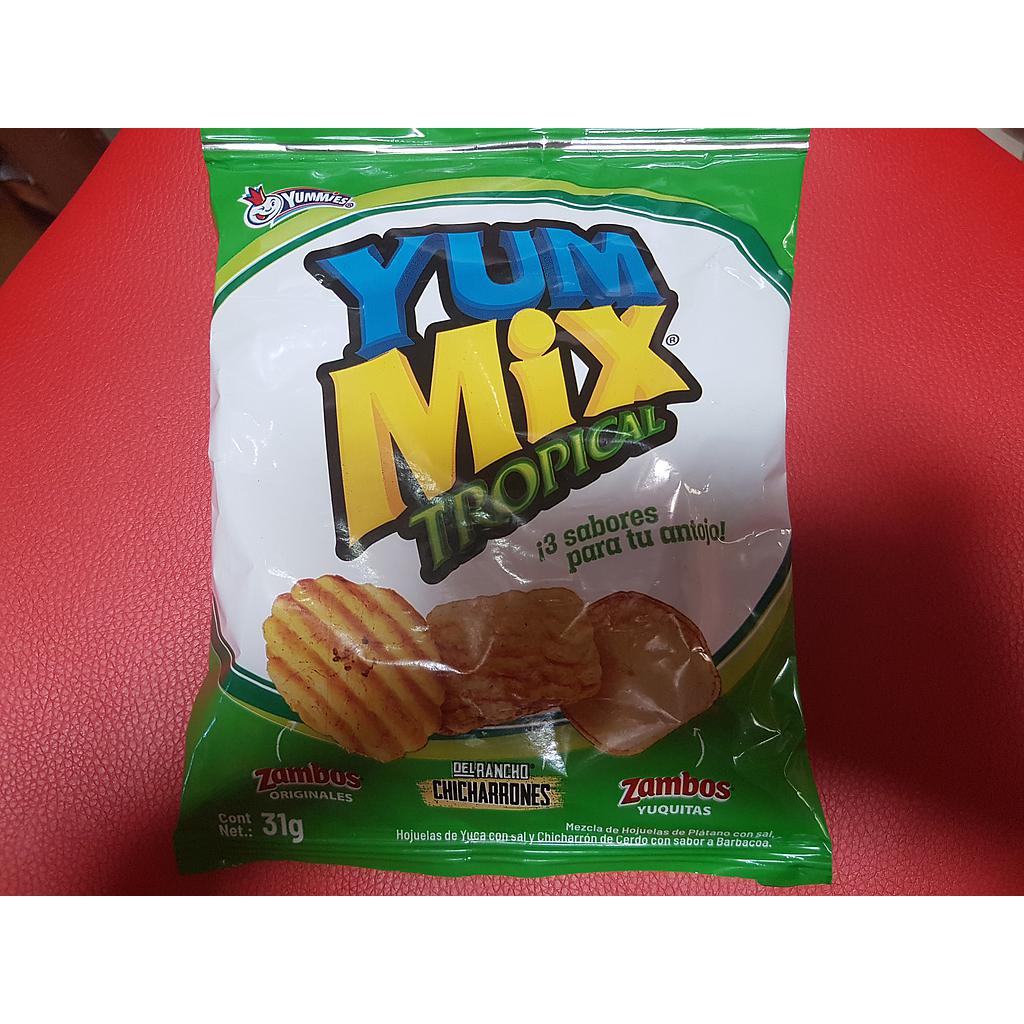 YUMMIES®
YUM
MiX®
TROPICAL
¡3 sabores
para tu antojo!
Zambos
ORIGINALES
DEL RANCHO®
CHICHARRONES
Zambos
YUQUITAS
Cont
Net.: 31g
Mezcla de Hojuelas de Plátano con sal,
Hojuelas de Yuca con sal y Chicharrón de Cerdo con sabor a Barbacoa.